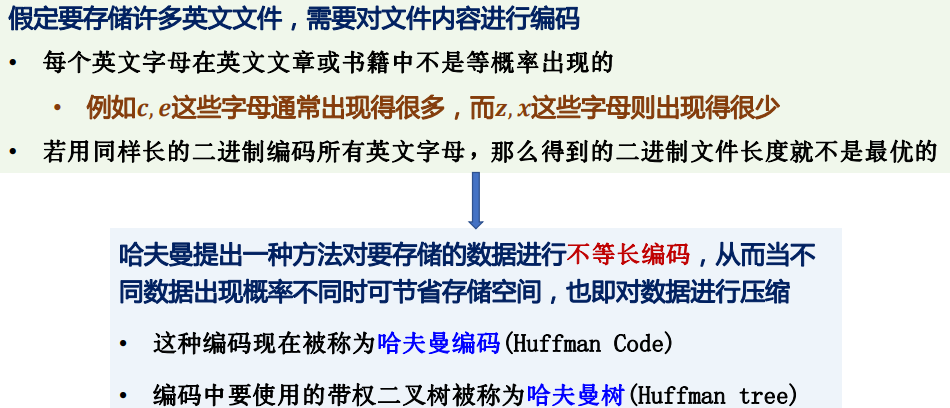 假定要存储许多英文文件，需要对文件内容进行编码
• 每个英文字母在英文文章或书籍中不是等概率出现的
• 例如c,e这些字母通常出现得很多，而z,x这些字母则出现得很少
• 若用同样长的二进制编码所有英文字母，那么得到的二进制文件长度就不是最优的
哈夫曼提出一种方法对要存储的数据进行不等长编码，从而当不
同数据出现概率不同时可节省存储空间，也即对数据进行压缩
• 这种编码现在被称为哈夫曼编码(Huffman Code)
• 编码中要使用的带权二叉树被称为哈夫曼树(Huffman tree)